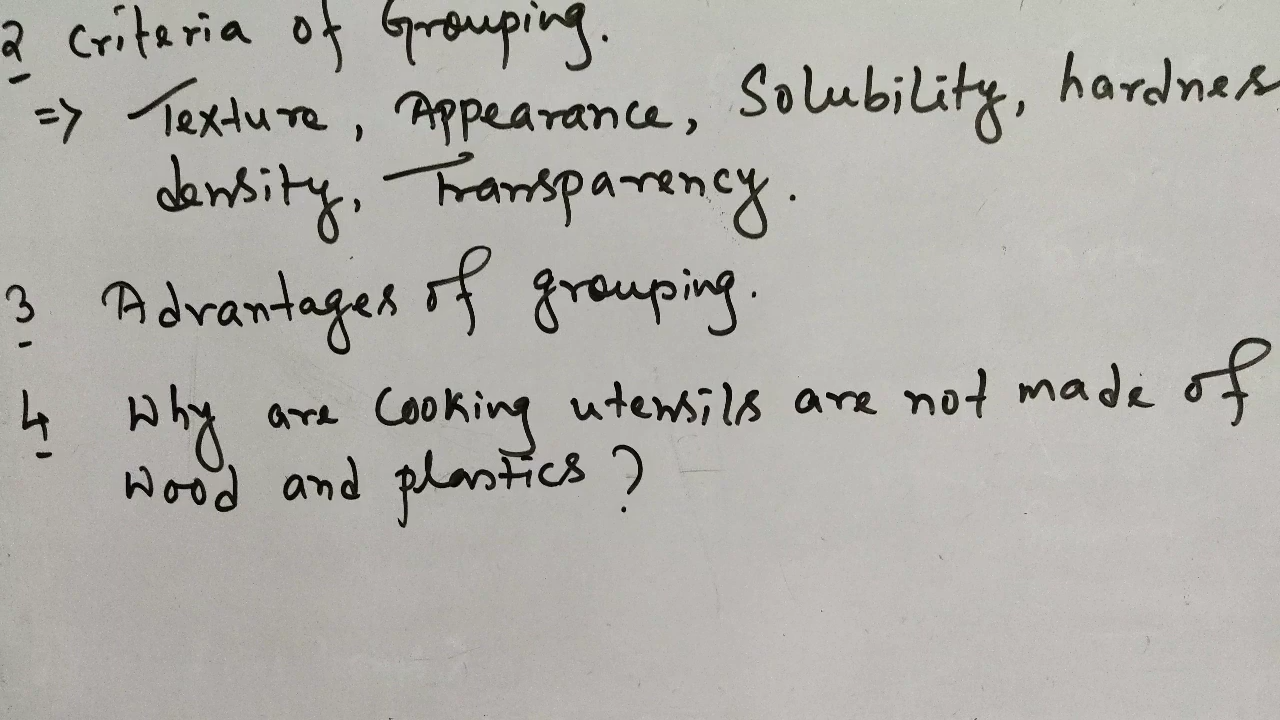 2 Criteria of Grouping.
=> Texture, Appearance, Solubility, hardness
density, Transparency.
3 Advantages of grouping.
4 Why are Cooking utensils are not made of
wood and plastics ?